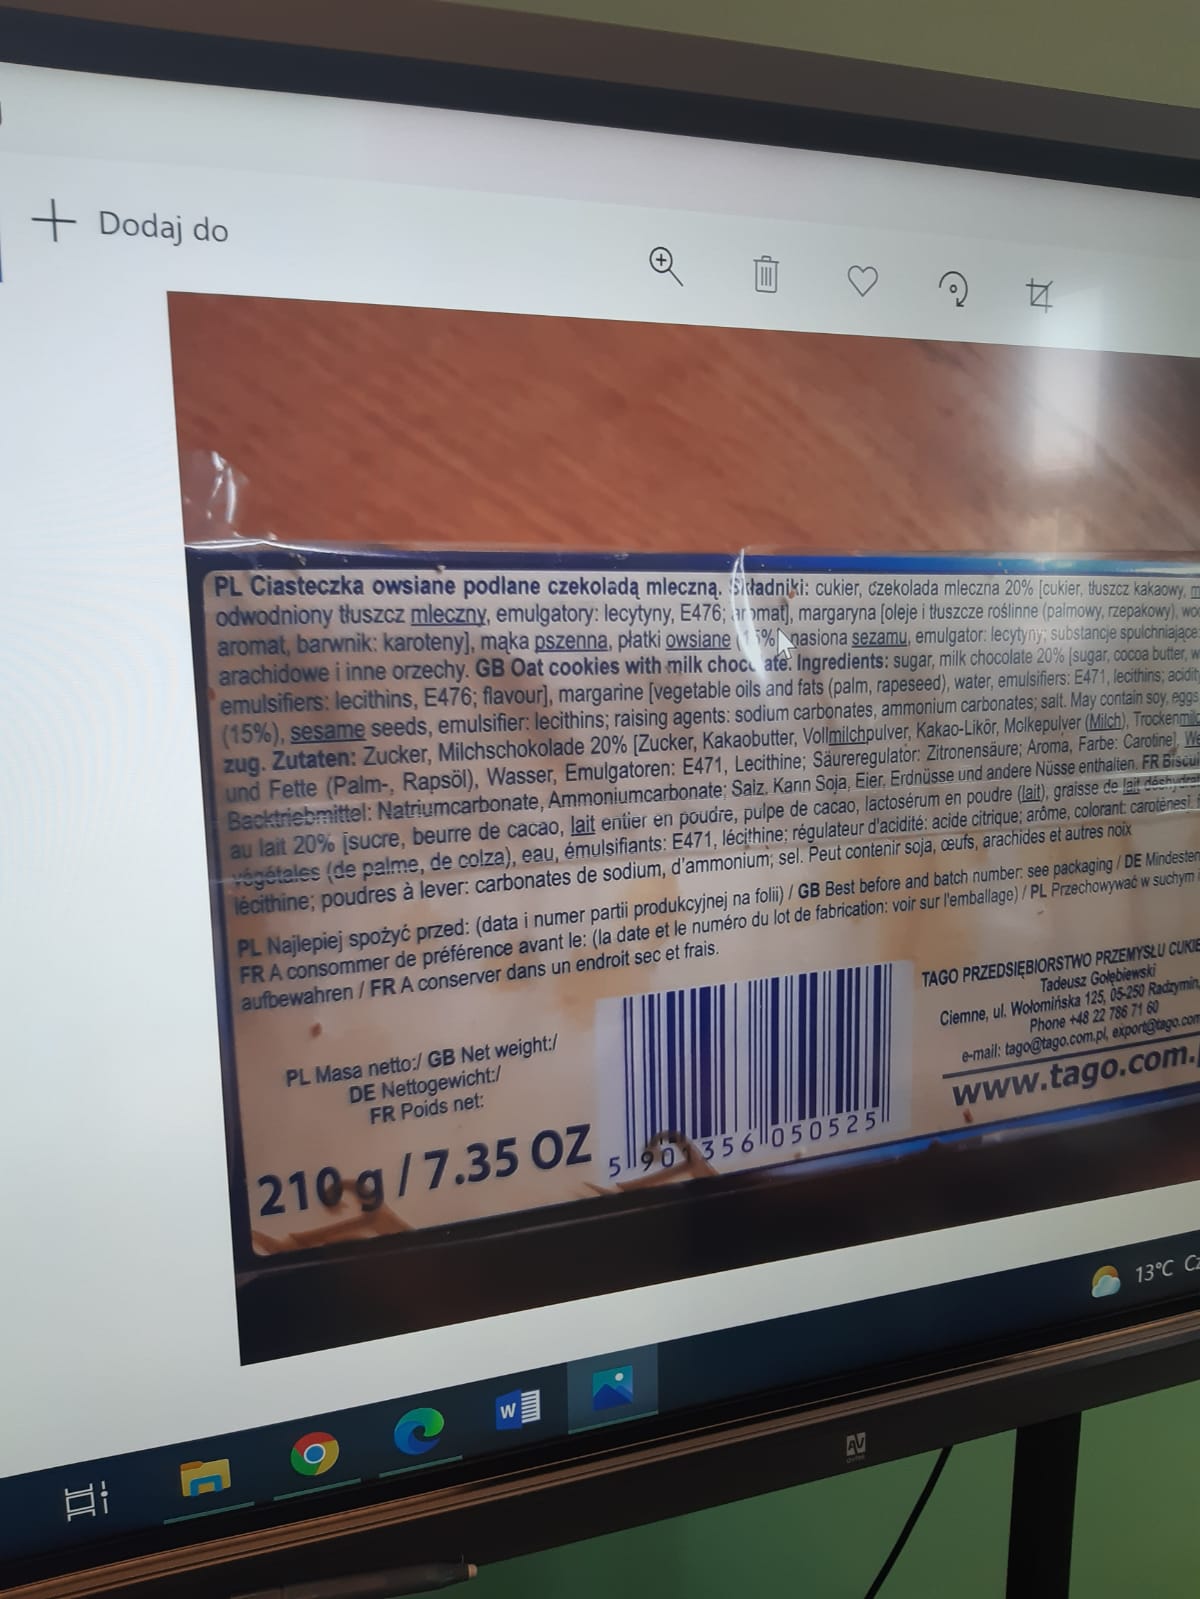 Dodaj do
PL Ciasteczka owsiane podlane czekoladą mleczną. Składniki: cukier, czekolada mleczna 20% [cukier, tłuszcz kakaowy,
odwodniony tłuszcz mleczny, emulgatory: lecytyny, E476; aromat], margaryna [oleje i tłuszcze roślinne (palmowy, rzepakowy),
aromat, barwnik: karoteny], mąka pszenna, płatki owsiane (15%), nasiona sezamu, emulgator: lecytyny; substancje spulchniające:
arachidowe i inne orzechy. GB Oat cookies with milk chocolate. Ingredients: sugar, milk chocolate 20% [sugar, cocoa butter,
emulsifiers: lecithins, E476; flavour], margarine [vegetable oils and fats (palm, rapeseed), water, emulsifiers: E471, lecithins;
(15%), sesame seeds, emulsifier: lecithins; raising agents: sodium carbonates, ammonium carbonates; salt. May contain soy, eggs
zug. Zutaten: Zucker, Milchschokolade 20% [Zucker, Kakaobutter, Vollmilchpulver, Kakao-Likör, Molkepulver (Milch),
und Fette (Palm-, Rapsöl), Wasser, Emulgatoren: E471, Lecithine; Säureregulator: Zitronensäure; Aroma, Farbe: Carotine],
Backtriebmittel: Natriumcarbonate, Ammoniumcarbonate; Salz. Kann Soja, Eier, Erdnüsse und andere Nüsse enthalten. FR
au lait 20% [sucre, beurre de cacao, lait entier en poudre, pulpe de cacao, lactosérum en poudre (lait), graisse de lait
végétales (de palme, de colza), eau, émulsifiants: E471, lécithine; régulateur d'acidité: acide citrique; arôme, colorant: carotènes],
lécithine; poudres à lever: carbonates de sodium, d'ammonium; sel. Peut contenir soja, œufs, arachides et autres noix
PL Najlepiej spożyć przed: (data i numer partii produkcyjnej na folii) / GB Best before and batch number: see packaging / DE
FR A consommer de préférence avant le: (la date et le numéro du lot de fabrication: voir sur l'emballage) / PL Przechowywać w suchym i
aufbewahren / FR A conserver dans un endroit sec et frais.
PL Masa netto:/ GB Net weight:/
DE Nettogewicht:/
FR Poids net:
210 g / 7.35 OZ
5 901356 050525
TAGO PRZEDSIĘBIORSTWO PRZEMYSŁU
Tadeusz Gołębiewski
Ciemne, ul. Wołomińska 125, 05-250 Radzymin,
Phone +48 22 786 71 60
e-mail: tago@tago.com.pl, export@tago.com
www.tago.com.
13°C
W
AV